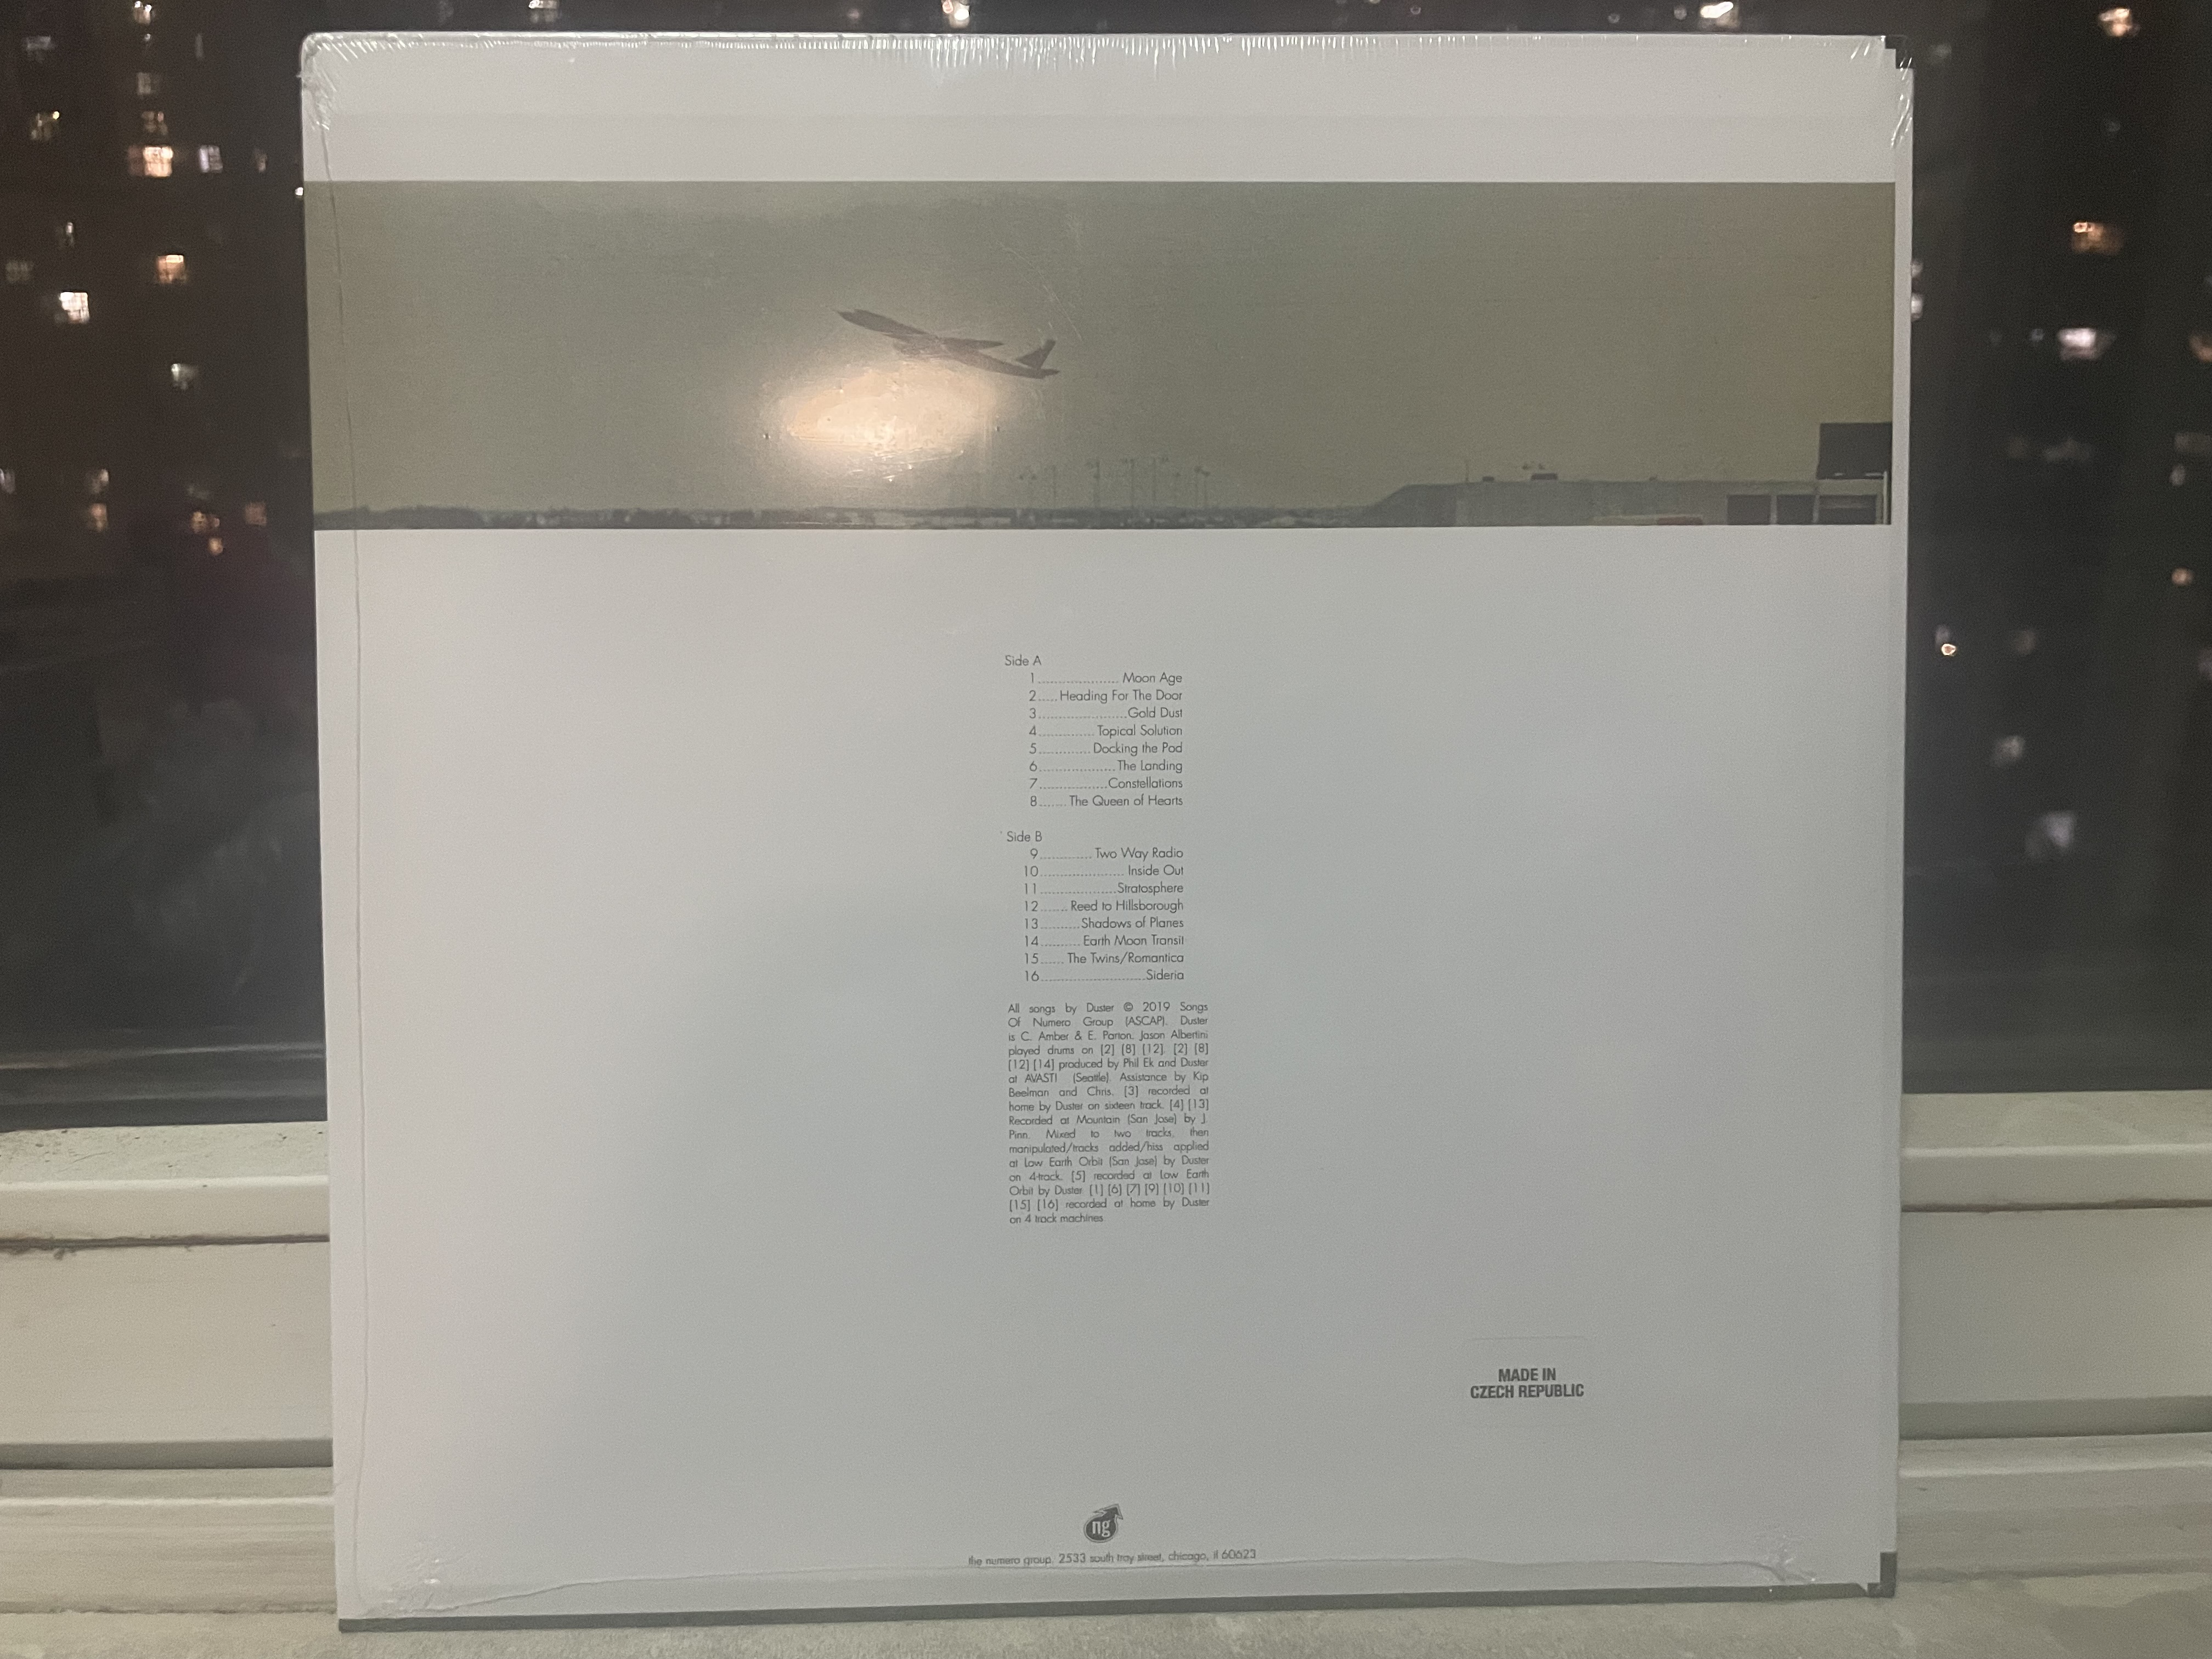 Side A
1.................... Moon Age
2..... Heading For The Door
3......................Gold Dust
4.............. Topical Solution
5............. Docking the Pod
6...................The Landing
7.................Constellations
8....... The Queen of Hearts
Side B
9............. Two Way Radio
10..................... Inside Out
11...................Stratosphere
12....... Reed to Hillsborough
13..........Shadows of Planes
14.......... Earth Moon Transit
15...... The Twins/Romantica
16..........................Sideria
All songs by Duster © 2019 Songs
Of Numero Group (ASCAP). Duster
is C. Amber & E. Parton. Jason Albertini
played drums on [2] [8] [12]. [2] [8]
[12] [14] produced by Phil Ek and Duster
at AVAST! (Seattle). Assistance by Kip
Beelman and Chris. [3] recorded at
home by Duster on sixteen track. [4] [13]
Recorded at Mountain (San Jose) by J.
Pinn. Mixed to two tracks, then
manipulated/tracks added/hiss applied
at Low Earth Orbit (San Jose) by Duster
on 4-track. [5] recorded at Low Earth
Orbit by Duster. [1] [6] [7] [9] [10] [11]
[15] [16] recorded at home by Duster
on 4 track machines
MADE IN
CZECH REPUBLIC
ng
the numero group. 2533 south troy street, chicago, il 60623